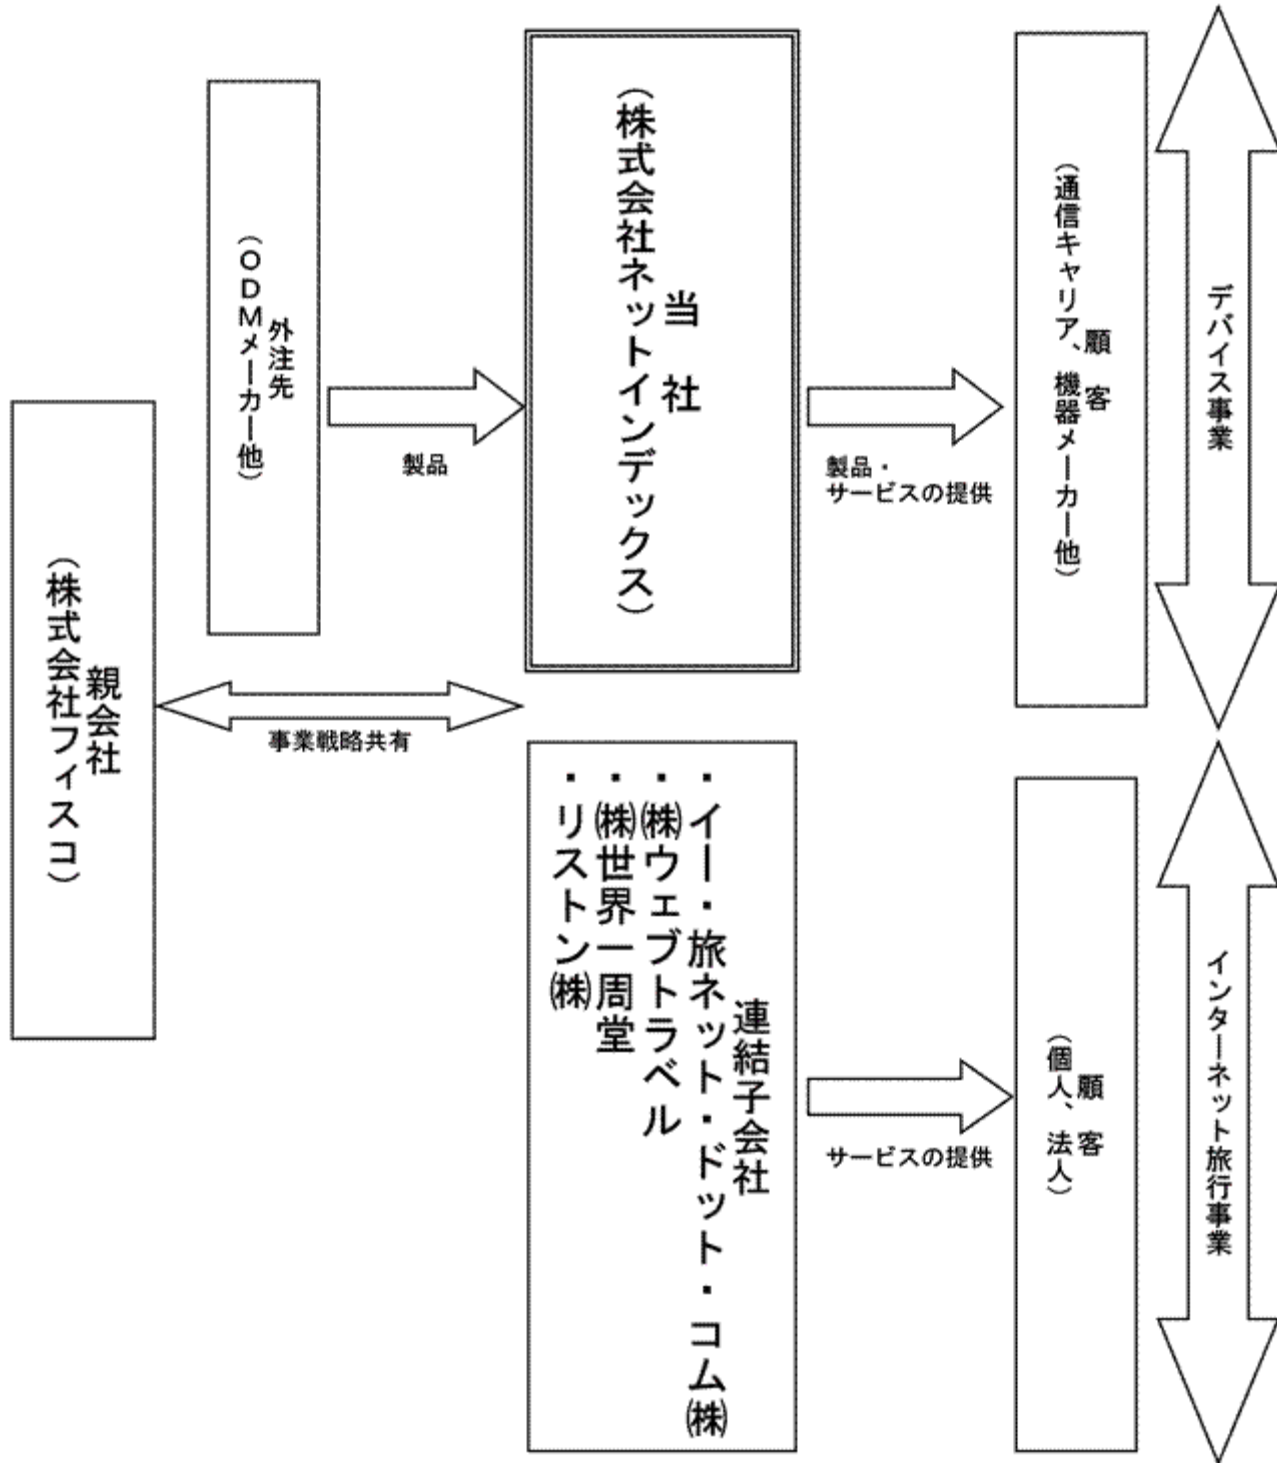 親会社
（株式会社フィスコ）
外注先
（ＯＤＭメーカー他）
製品
事業戦略共有
当　社
（株式会社ネットインデックス）
製品・
サービスの提供
顧　客
（通信キャリア、機器メーカー他）
デバイス事業
連結子会社
・イー・旅ネット・ドット・コム㈱
・㈱ウェブトラベル
・㈱世界一周堂
・リストン㈱
サービスの提供
顧　客
（個人、法人）
インターネット旅行事業